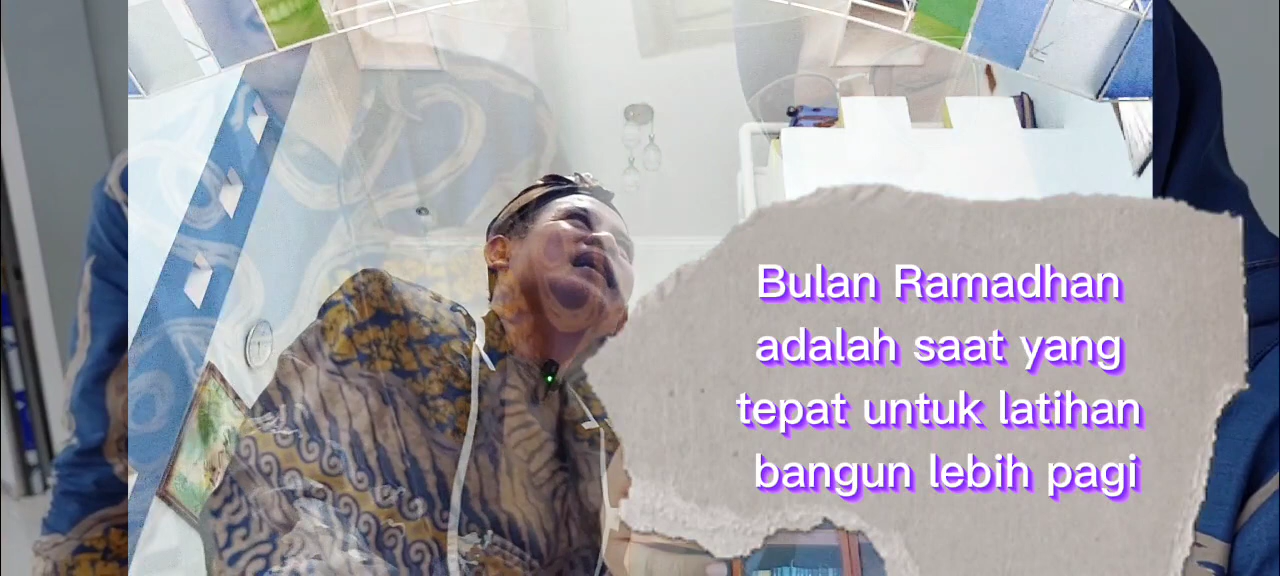 Bulan Ramadhan
adalah saat yang
tepat untuk latihan
bangun lebih pagi